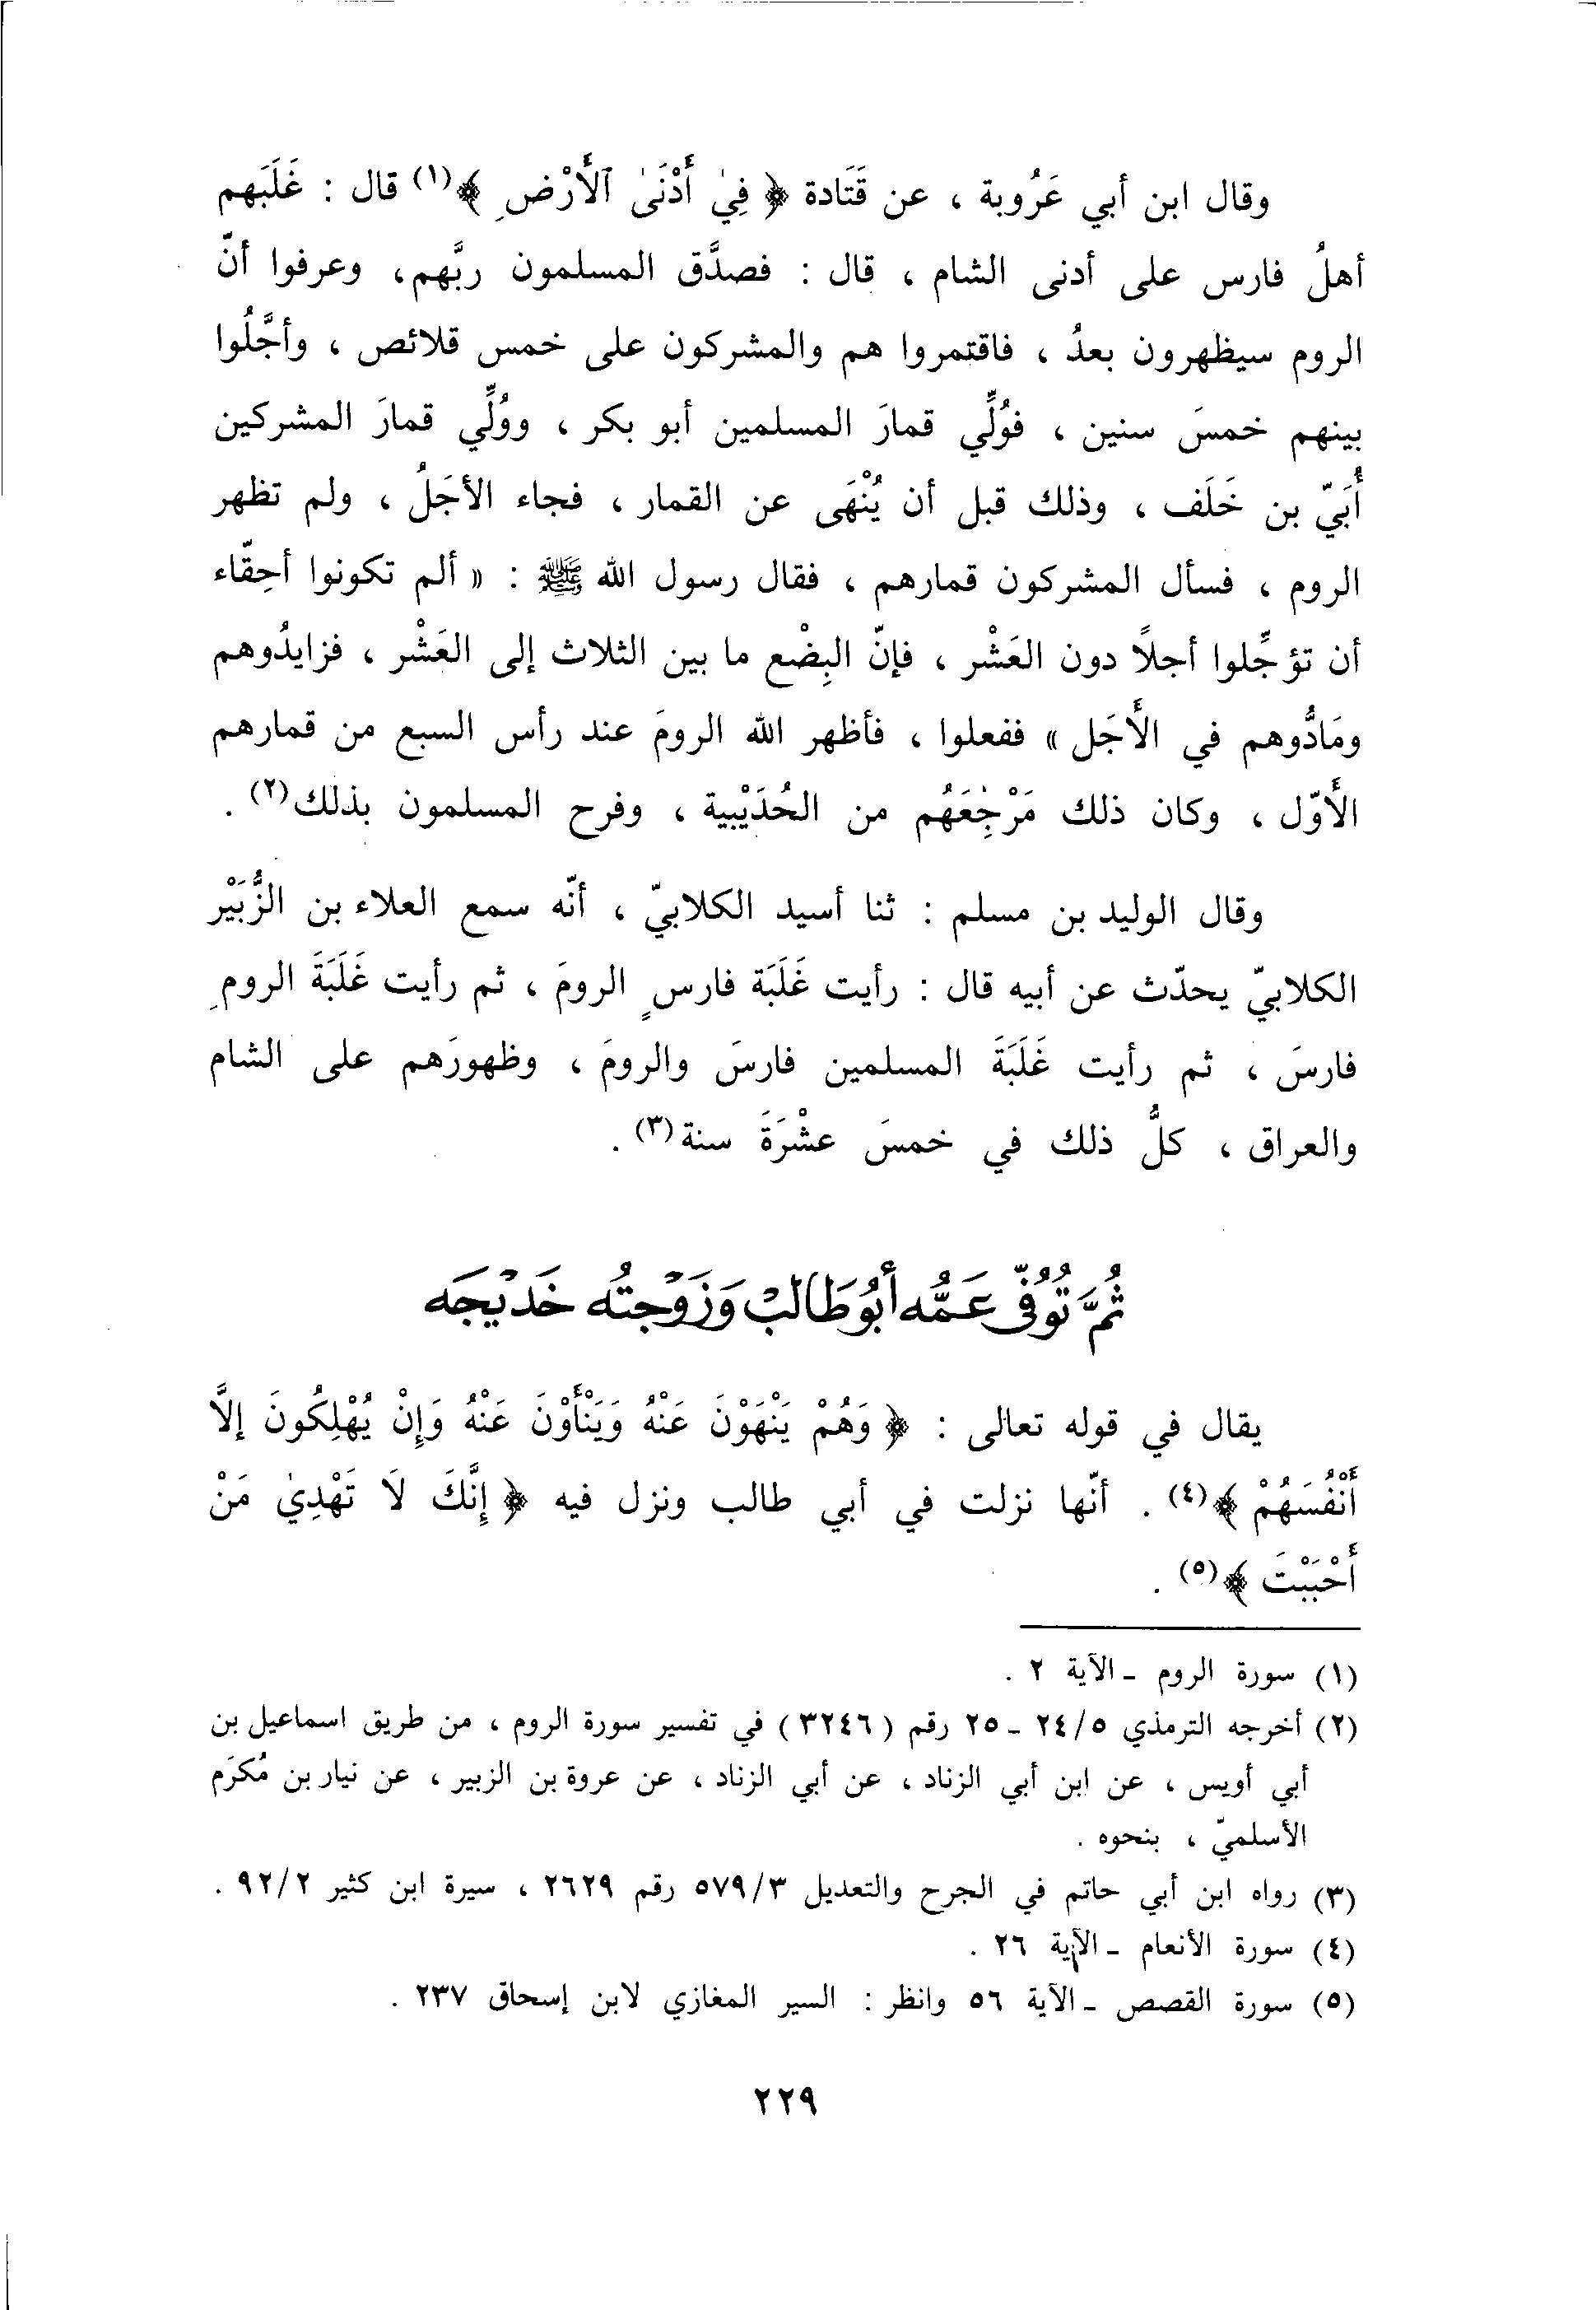 وقال ابن أبي عَرُوبة ، عن قَتَادة ﴿ فِيْ أَدْنَىٰ ٱلأَرْضِ ﴾(١) قال : غَلَبَهم
أهلُ فارس على أدنى الشام ، قال : فصدَّق المسلمون ربَّهم، وعرفوا أنّ
الروم سيظهرون بعدُ ، فاقتمروا هم والمشركون على خمس قلائص ، وأجَّلُوا
بينهم خمسَ سنين ، فوُلِّي قمارَ المسلمين أبو بكر ، ووُلِّي قمارَ المشركين
أُبَيّ بن خَلَف ، وذلك قبل أن يُنْهَى عن القمار ، فجاء الأجَلُ ، ولم تظهر
الروم ، فسأل المشركون قمارهم ، فقال رسول الله ﷺ : « ألم تكونوا أحِقّاء
أن تؤجِّلوا أجلاً دون العَشْر ، فإنّ البِضْع ما بين الثلاث إلى العَشْر ، فزايدُوهم
ومَادُّوهم في الأَجَل » ففعلوا ، فأظهر الله الرومَ عند رأس السبع من قمارهم
الأَوّل ، وكان ذلك مَرْجِعَهُم من الحُدَيْبية ، وفرح المسلمون بذلك(٢) .
وقال الوليد بن مسلم : ثنا أسيد الكلابيّ ، أنّه سمع العلاء بن الزُّبَيْر
الكلابيّ يحدّث عن أبيه قال : رأيت غَلَبَة فارسٍ الرومَ ، ثم رأيت غَلَبَةَ الرومِ
فارسَ ، ثم رأيت غَلَبَةَ المسلمين فارسَ والرومَ ، وظهورَهم على الشام
والعراق ، كلُّ ذلك في خمسَ عشْرَةَ سنة(٣) .
ثُمَّ تُوُفِّيَ عَمُّه أبُو طَالبْ وَزَوْجتُه خَديْجَه
يقال في قوله تعالى : ﴿ وَهُمْ يَنْهَوْنَ عَنْهُ وَيَنْأَوْنَ عَنْهُ وَإِنْ يُهْلِكُونَ إلَّا
أَنْفُسَهُمْ ﴾(٤) . أنّها نزلت في أبي طالب ونزل فيه ﴿ إِنَّكَ لَا تَهْدِيْ مَنْ
أَحْبَبْتَ ﴾(٥) .
(١) سورة الروم ـ الآية ٢ .
(٢) أخرجه الترمذي ٢٤/٥ ـ ٢٥ رقم ( ٣٢٤٦ ) في تفسير سورة الروم ، من طريق اسماعيل بن
أبي أويس ، عن ابن أبي الزناد ، عن أبي الزناد ، عن عروة بن الزبير ، عن نيار بن مُكرَم
الأسلميّ ، بنحوه .
(٣) رواه ابن أبي حاتم في الجرح والتعديل ٥٧٩/٣ رقم ٢٦٢٩ ، سيرة ابن كثير ٩٢/٢ .
(٤) سورة الأنعام ـ الآية ٢٦ .
(٥) سورة القصص ـ الآية ٥٦ وانظر : السير المغازي لابن إسحاق ٢٣٧ .
٢٢٩